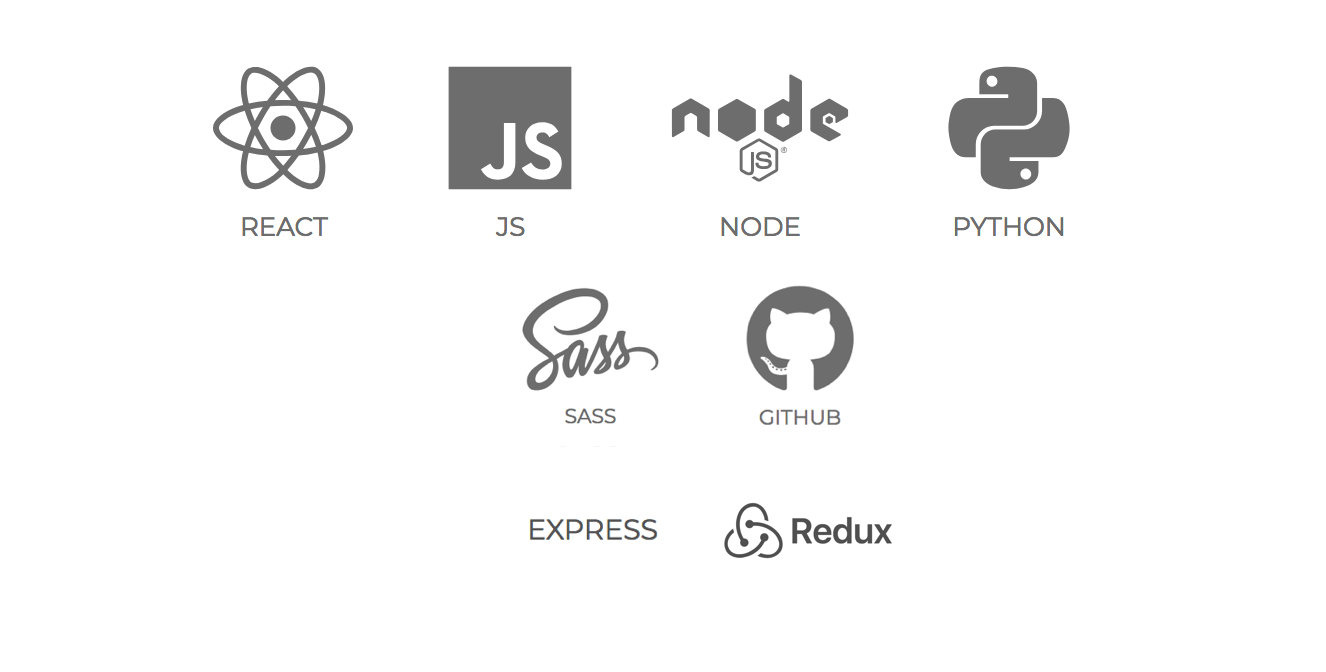 JS
node
JS®
REACT
JS
NODE
PYTHON
Sass
SASS
GITHUB
EXPRESS
Redux